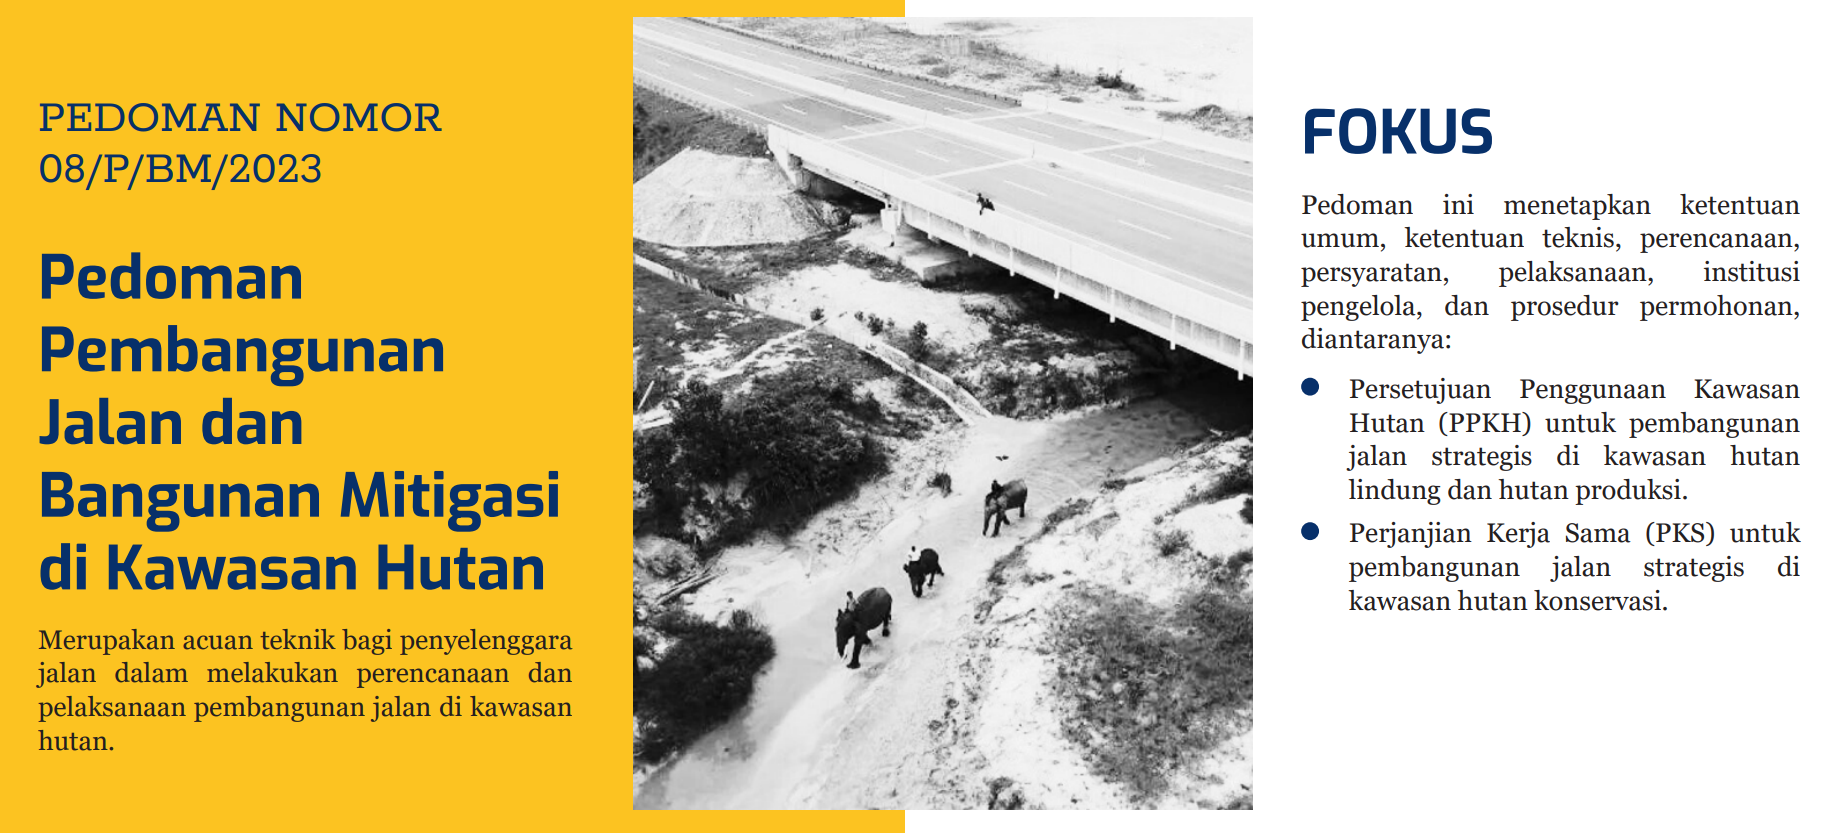 PEDOMAN NOMOR
08/P/BM/2023
Pedoman
Pembangunan
Jalan dan
Bangunan Mitigasi
di Kawasan Hutan
Merupakan acuan teknik bagi penyelenggara
jalan dalam melakukan perencanaan dan
pelaksanaan pembangunan jalan di kawasan
hutan.
FOKUS
Pedoman ini menetapkan ketentuan
umum, ketentuan teknis, perencanaan,
persyaratan, pelaksanaan, institusi
pengelola, dan prosedur permohonan,
diantaranya:
● Persetujuan Penggunaan Kawasan
Hutan (PPKH) untuk pembangunan
jalan strategis di kawasan hutan
lindung dan hutan produksi.
● Perjanjian Kerja Sama (PKS) untuk
pembangunan jalan strategis di
kawasan hutan konservasi.